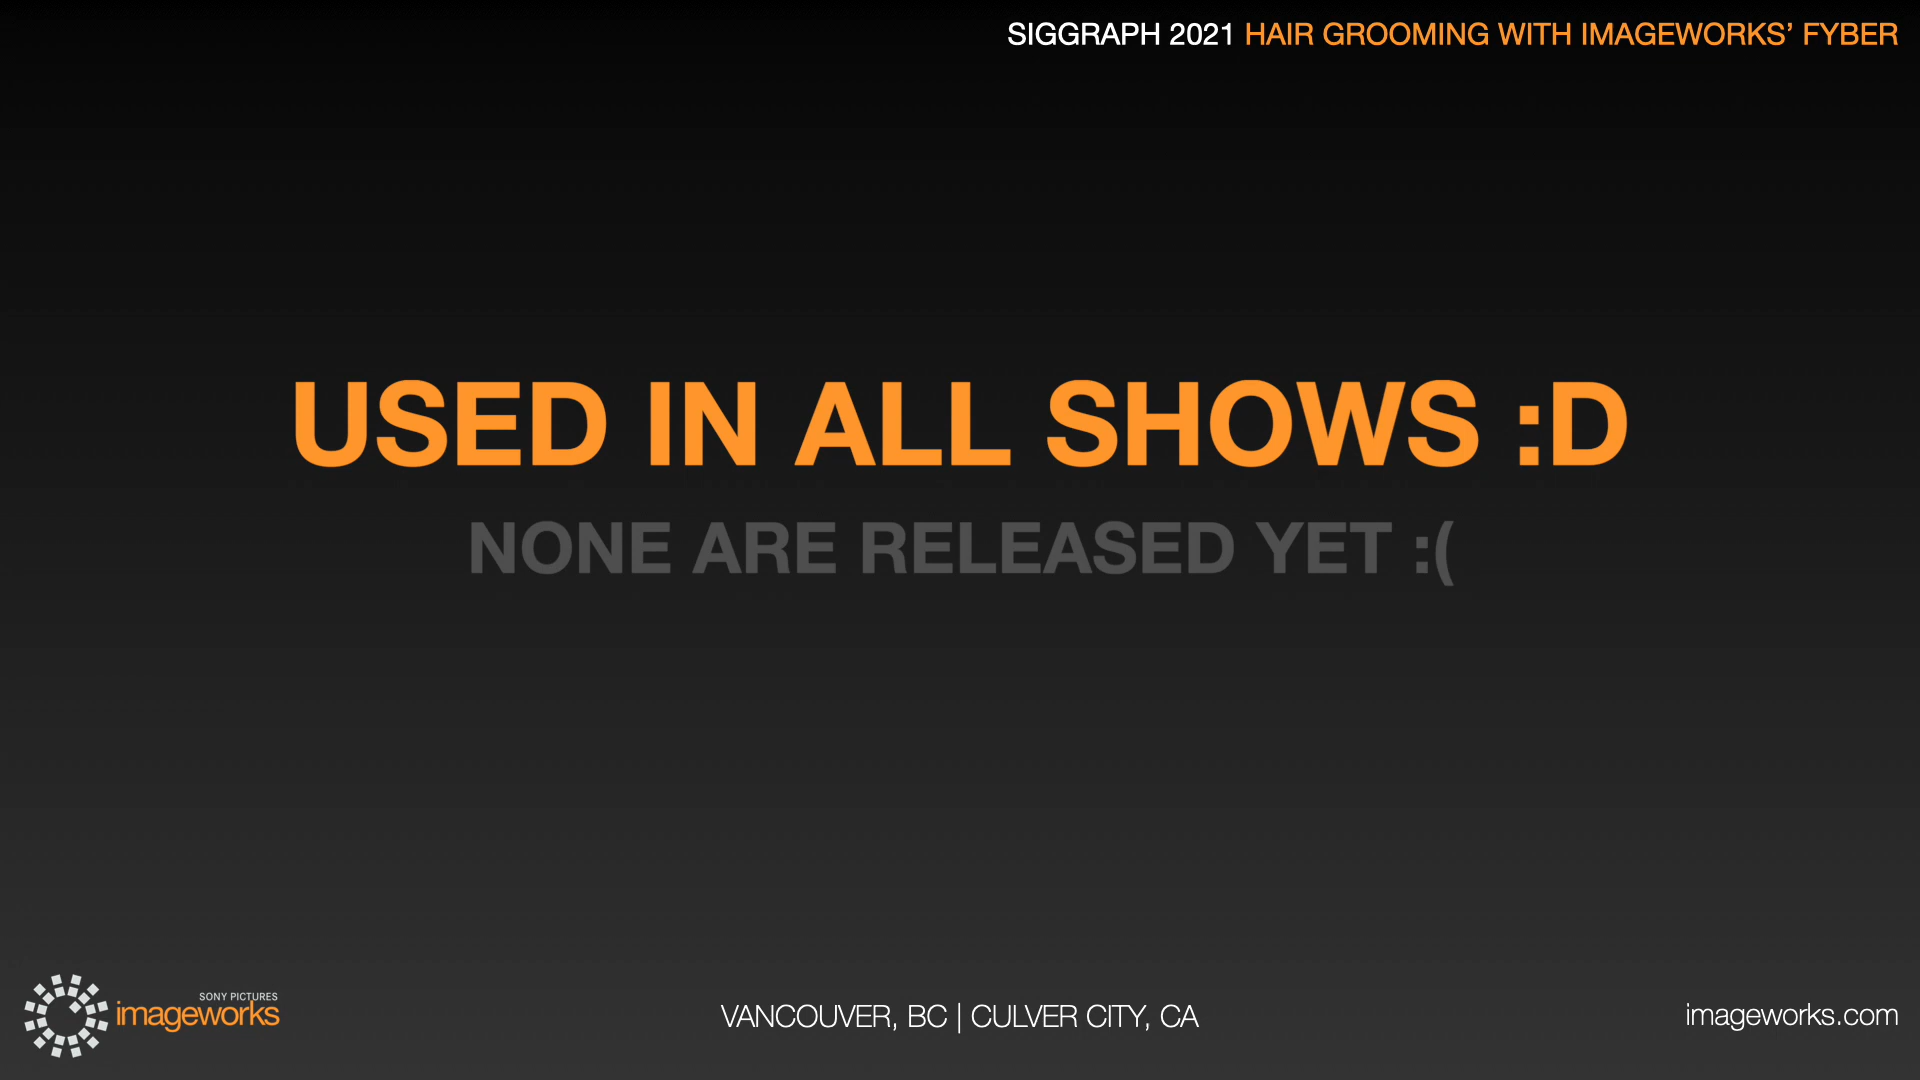 SIGGRAPH 2021 HAIR GROOMING WITH IMAGEWORKS’ FYBER
USED IN ALL SHOWS :D
NONE ARE RELEASED YET :(
SONY PICTURES
imageworks
VANCOUVER, BC | CULVER CITY, CA
imageworks.com